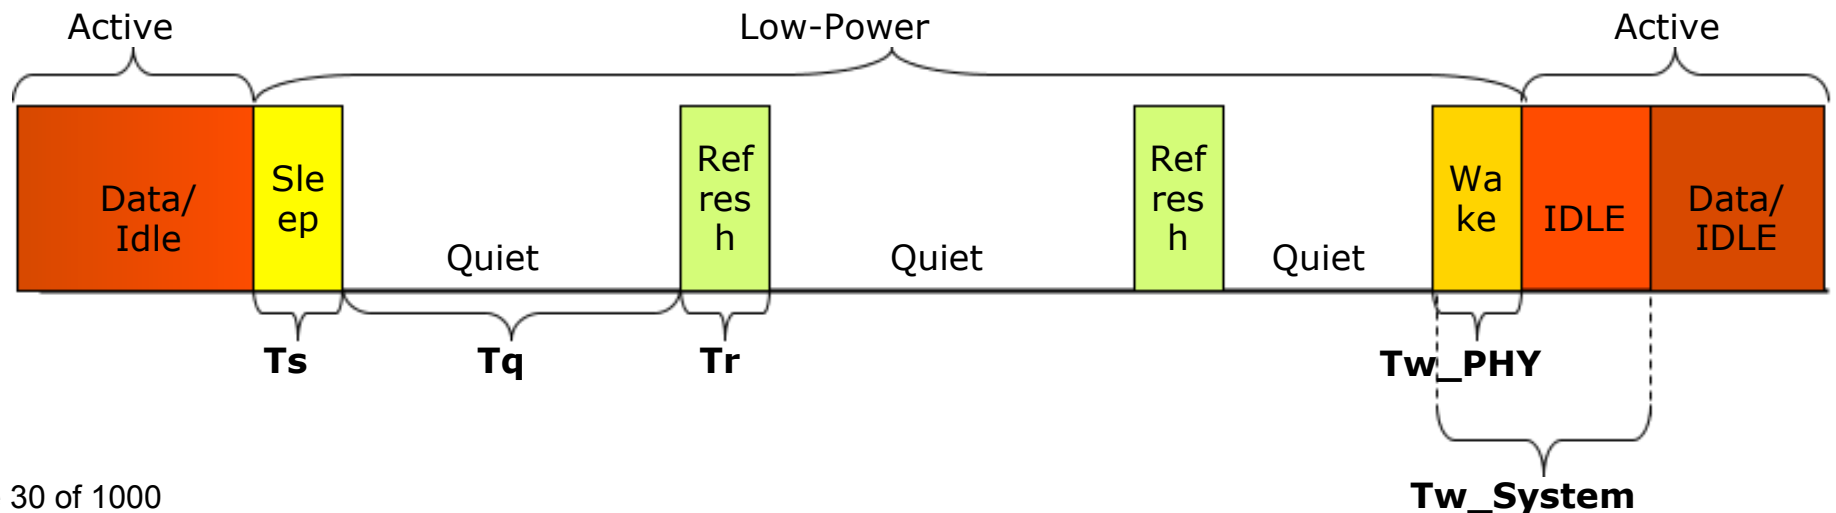 Active
Low-Power
Active
Data/
Idle
Sle
ep
Quiet
Ref
res
h
Quiet
Ref
res
h
Quiet
Wa
ke
IDLE
Data/
IDLE
Ts
Tq
Tr
Tw_PHY
Tw_System
30 of 1000